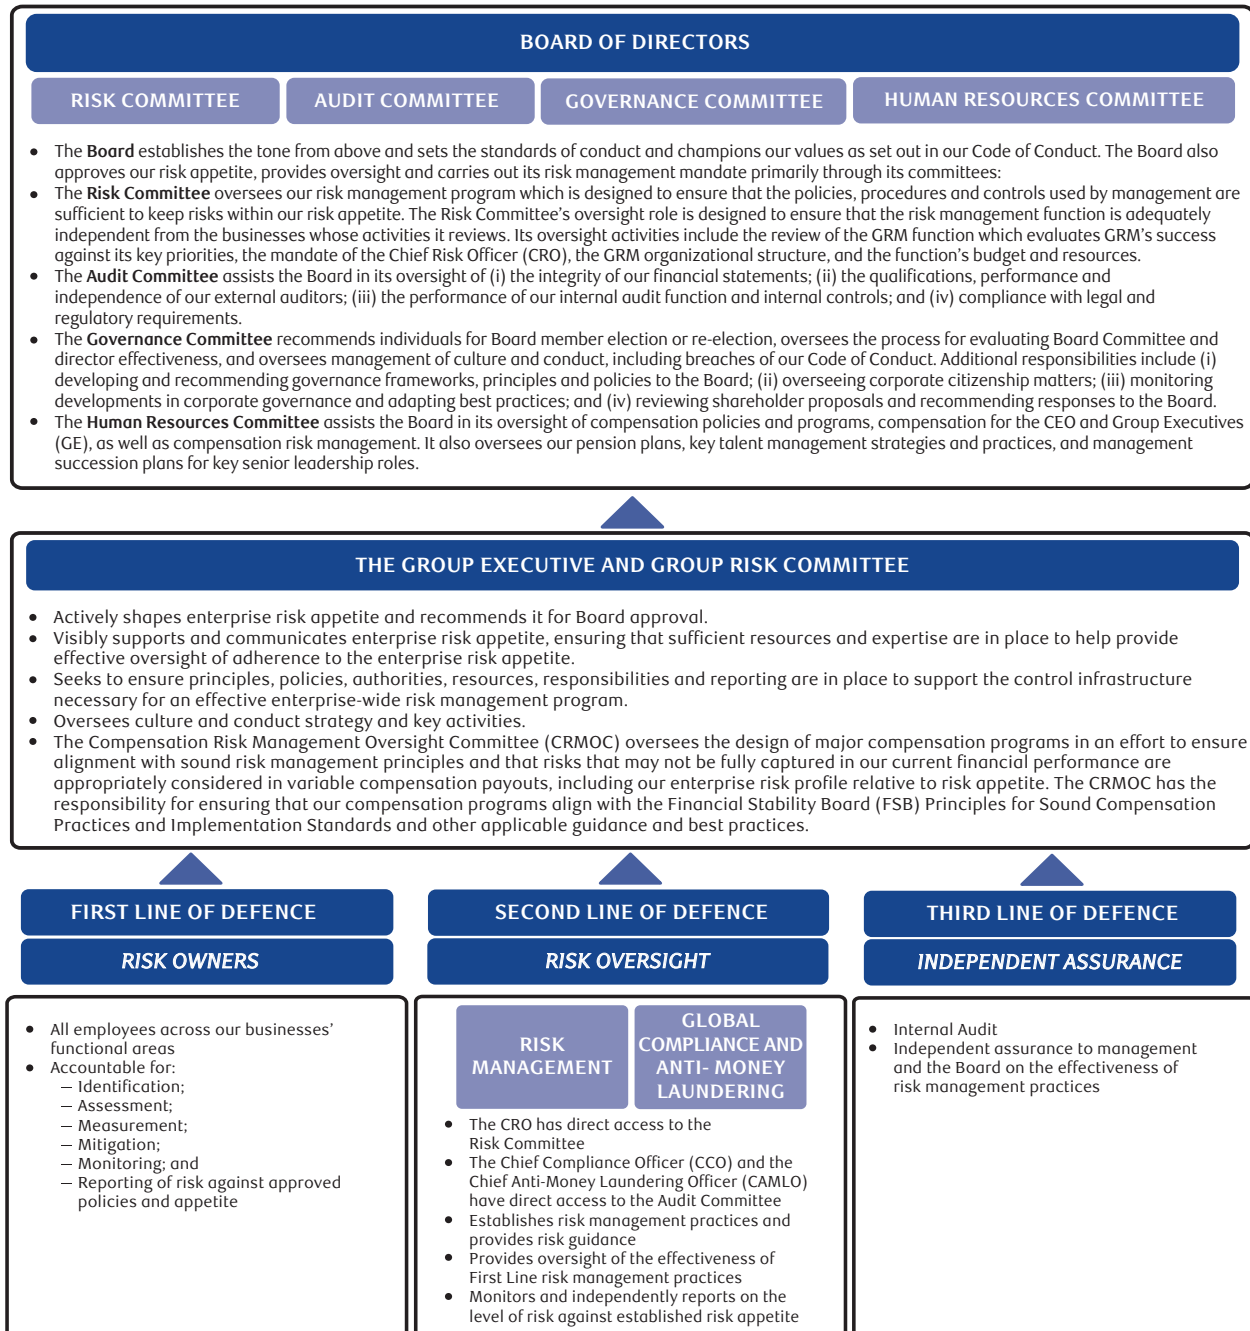 BOARD OF DIRECTORS
RISK COMMITTEE
AUDIT COMMITTEE
GOVERNANCE COMMITTEE
HUMAN RESOURCES COMMITTEE
• The Board establishes the tone from above and sets the standards of conduct and champions our values as set out in our Code of Conduct. The Board also
approves our risk appetite, provides oversight and carries out its risk management mandate primarily through its committees:
• The Risk Committee oversees our risk management program which is designed to ensure that the policies, procedures and controls used by management are
sufficient to keep risks within our risk appetite. The Risk Committee's oversight role is designed to ensure that the risk management function is adequately
independent from the businesses whose activities it reviews. Its oversight activities include the review of the GRM function which evaluates GRM's success
against its key priorities, the mandate of the Chief Risk Officer (CRO), the GRM organizational structure, and the function's budget and resources.
• The Audit Committee assists the Board in its oversight of (i) the integrity of our financial statements; (ii) the qualifications, performance and
independence of our external auditors; (iii) the performance of our internal audit function and internal controls; and (iv) compliance with legal and
regulatory requirements.
• The Governance Committee recommends individuals for Board member election or re-election, oversees the process for evaluating Board Committee and
director effectiveness, and oversees management of culture and conduct, including breaches of our Code of Conduct. Additional responsibilities include (i)
developing and recommending governance frameworks, principles and policies to the Board; (ii) overseeing corporate citizenship matters; (iii) monitoring
developments in corporate governance and adapting best practices; and (iv) reviewing shareholder proposals and recommending responses to the Board.
• The Human Resources Committee assists the Board in its oversight of compensation policies and programs, compensation for the CEO and Group Executives
(GE), as well as compensation risk management. It also oversees our pension plans, key talent management strategies and practices, and management
succession plans for key senior leadership roles.
THE GROUP EXECUTIVE AND GROUP RISK COMMITTEE
• Actively shapes enterprise risk appetite and recommends it for Board approval.
• Visibly supports and communicates enterprise risk appetite, ensuring that sufficient resources and expertise are in place to help provide
effective oversight of adherence to the enterprise risk appetite.
• Seeks to ensure principles, policies, authorities, resources, responsibilities and reporting are in place to support the control infrastructure
necessary for an effective enterprise-wide risk management program.
• Oversees culture and conduct strategy and key activities.
• The Compensation Risk Management Oversight Committee (CRMOC) oversees the design of major compensation programs in an effort to ensure
alignment with sound risk management principles and that risks that may not be fully captured in our current financial performance are
appropriately considered in variable compensation payouts, including our enterprise risk profile relative to risk appetite. The CRMOC has the
responsibility for ensuring that our compensation programs align with the Financial Stability Board (FSB) Principles for Sound Compensation
Practices and Implementation Standards and other applicable guidance and best practices.
FIRST LINE OF DEFENCE
RISK OWNERS
• All employees across our businesses'
functional areas
• Accountable for:
– Identification;
– Assessment;
– Measurement;
– Mitigation;
– Monitoring; and
– Reporting of risk against approved
policies and appetite
SECOND LINE OF DEFENCE
RISK OVERSIGHT
RISK
MANAGEMENT
GLOBAL
COMPLIANCE AND
ANTI- MONEY
LAUNDERING
• The CRO has direct access to the
Risk Committee
• The Chief Compliance Officer (CCO) and the
Chief Anti-Money Laundering Officer (CAMLO)
have direct access to the Audit Committee
• Establishes risk management practices and
provides risk guidance
• Provides oversight of the effectiveness of
First Line risk management practices
• Monitors and independently reports on the
level of risk against established risk appetite
THIRD LINE OF DEFENCE
INDEPENDENT ASSURANCE
• Internal Audit
• Independent assurance to management
and the Board on the effectiveness of
risk management practices